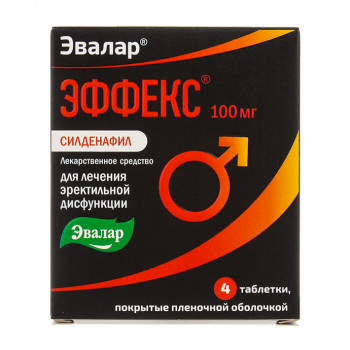 Эвалар®
ЭФФЕКС®
100 мг
СИЛДЕНАФИЛ
Лекарственное средство
для лечения
эректильной
дисфункции
Эвалар
4 таблетки,
покрытые пленочной оболочкой